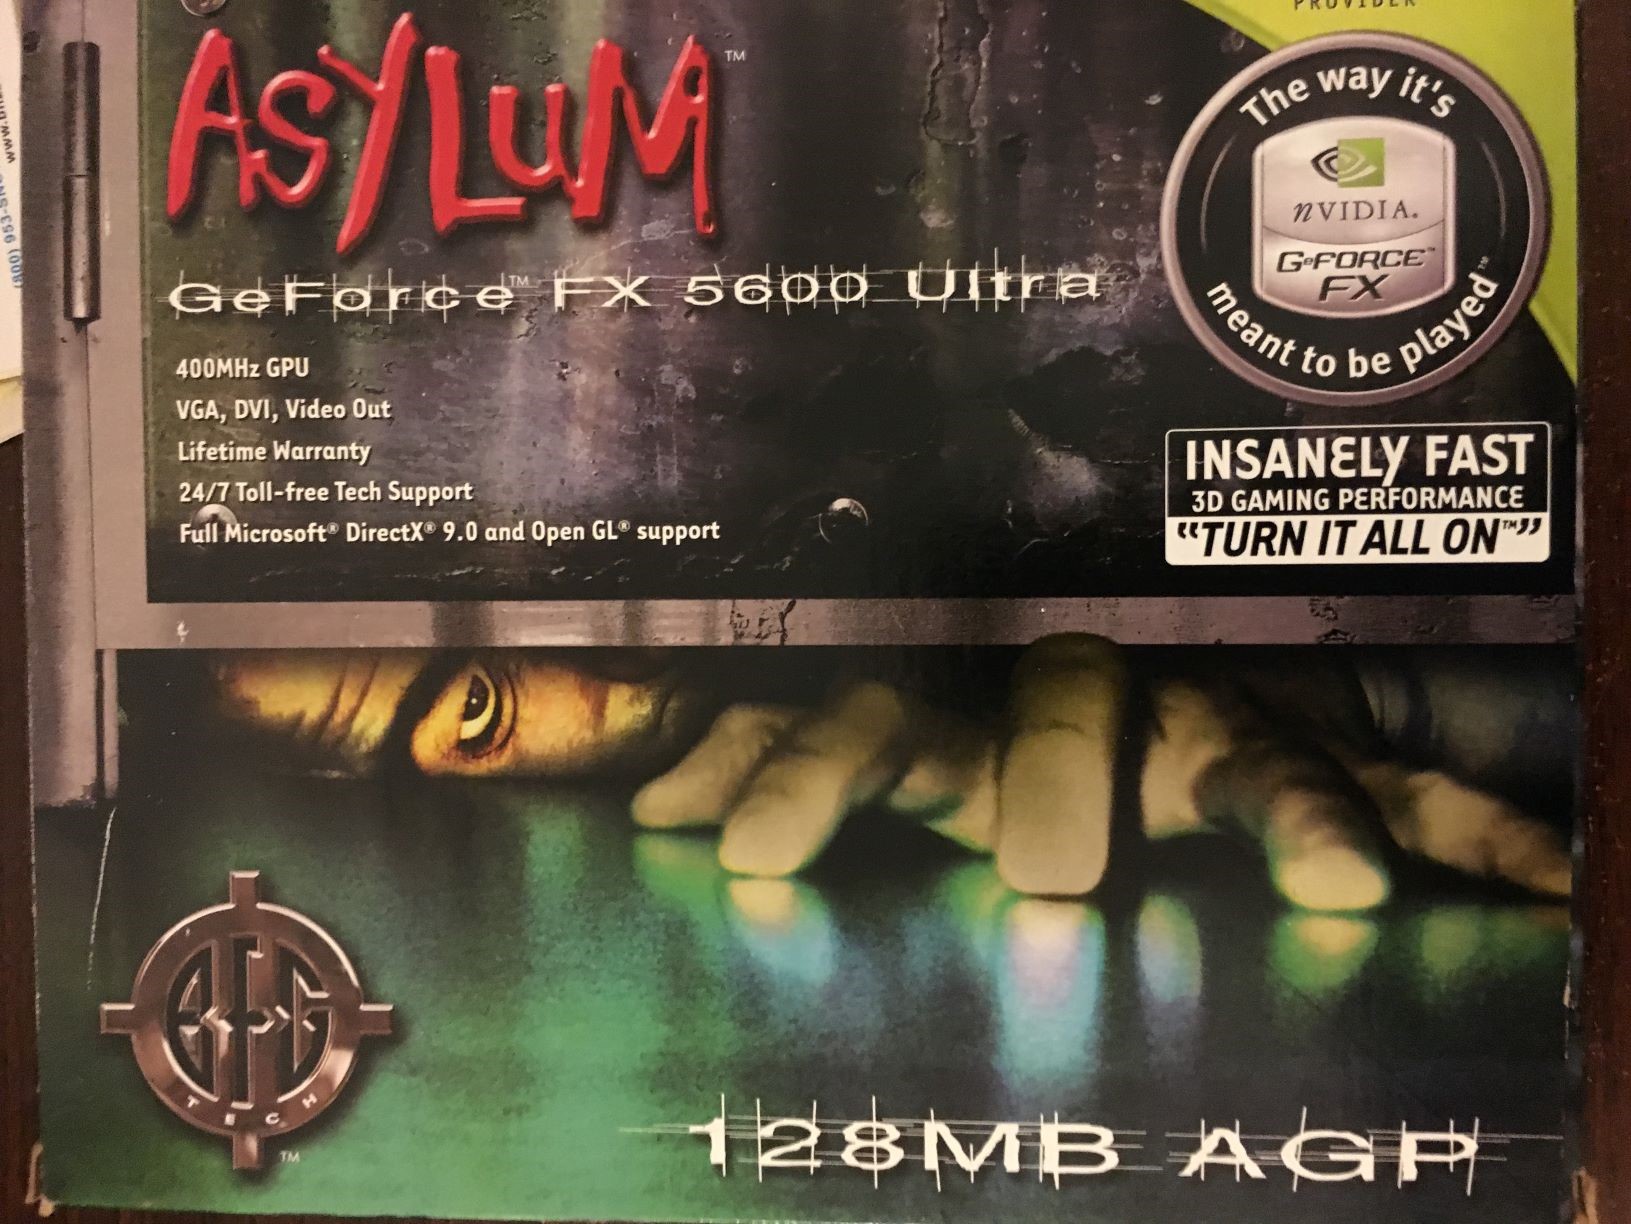 PROVIDER
ASYLUM™
The way it's
nVIDIA.
GeFORCE™
FX
meant to be played™
GeForce™ FX 5600 Ultra
400MHz GPU
VGA, DVI, Video Out
Lifetime Warranty
24/7 Toll-free Tech Support
Full Microsoft® DirectX® 9.0 and Open GL® support
INSANELY FAST
3D GAMING PERFORMANCE
“TURN IT ALL ON™”
BFG
TECH
™
128MB AGP